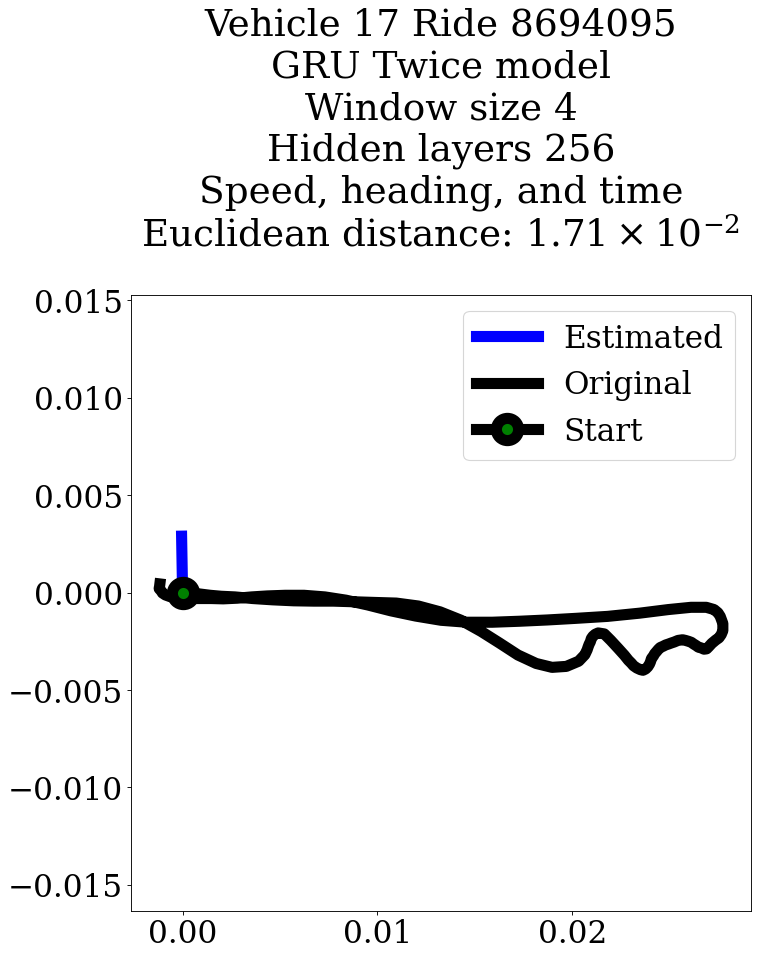 Vehicle 17 Ride 8694095
GRU Twice model
Window size 4
Hidden layers 256
Speed, heading, and time
Euclidean distance: 1.71 × 10⁻²
0.015
0.010
0.005
0.000
−0.005
−0.010
−0.015
Estimated
Original
Start
0.00 0.01 0.02